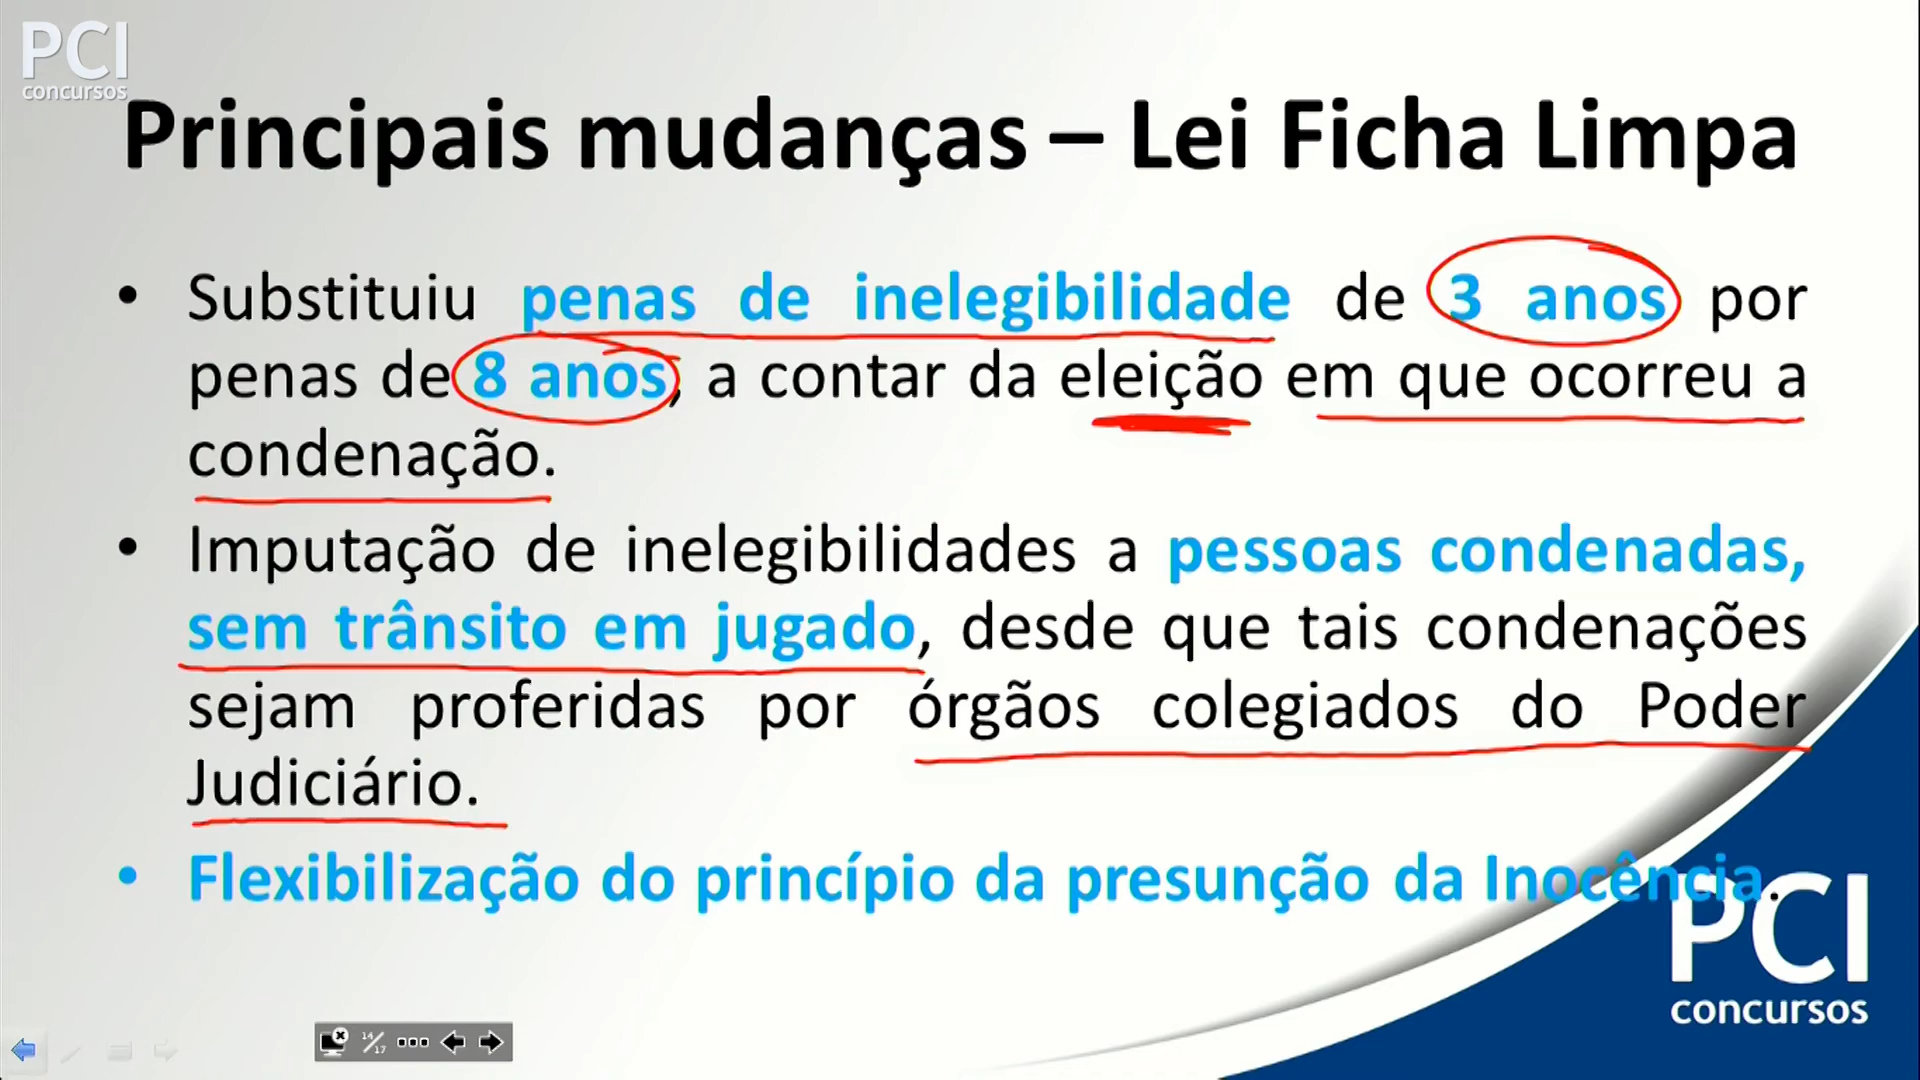 PCI
concursos
Principais mudanças – Lei Ficha Limpa
• Substituiu penas de inelegibilidade de 3 anos por
penas de 8 anos, a contar da eleição em que ocorreu a
condenação.
• Imputação de inelegibilidades a pessoas condenadas,
sem trânsito em jugado, desde que tais condenações
sejam proferidas por órgãos colegiados do Poder
Judiciário.
• Flexibilização do princípio da presunção da Inocência.
PCI
concursos
14/17